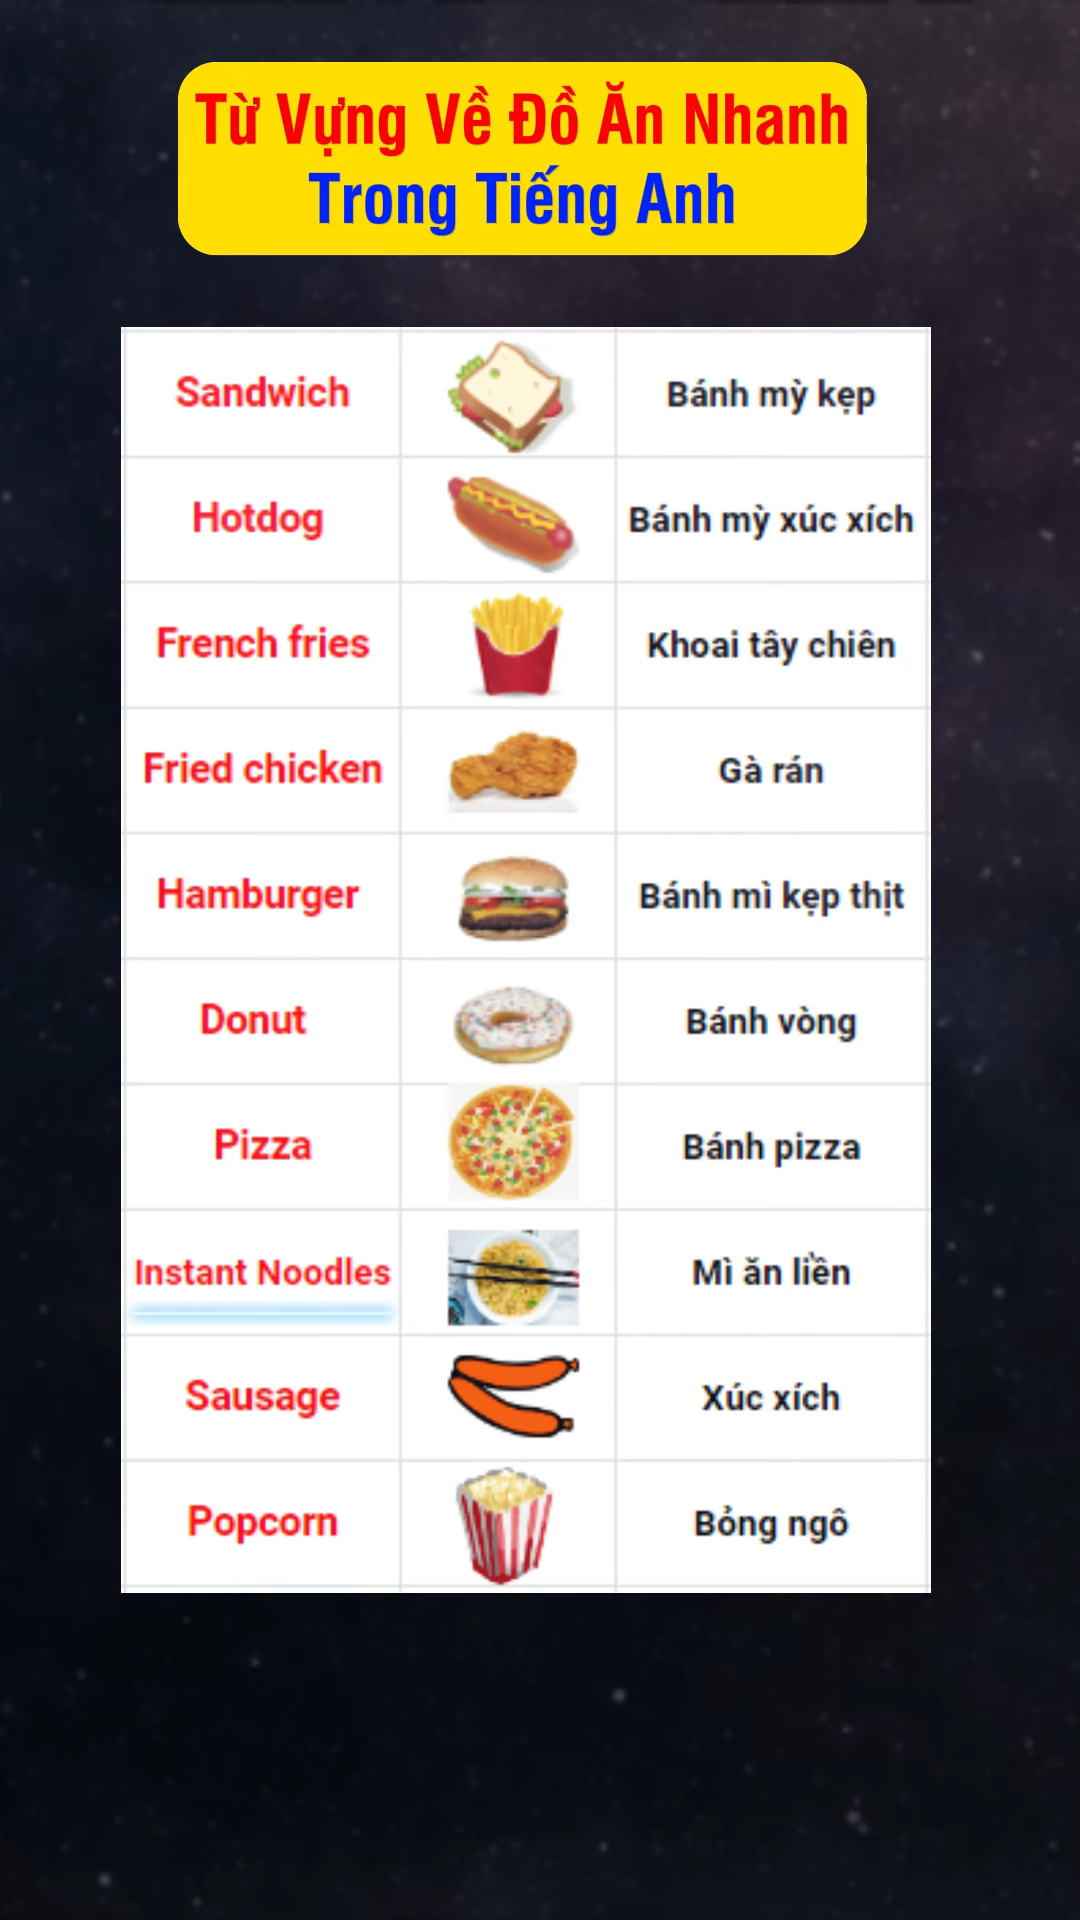 Từ Vựng Về Đồ Ăn Nhanh
Trong Tiếng Anh
Sandwich Bánh mỳ kẹp
Hotdog Bánh mỳ xúc xích
French fries Khoai tây chiên
Fried chicken Gà rán
Hamburger Bánh mì kẹp thịt
Donut Bánh vòng
Pizza Bánh pizza
Instant Noodles Mì ăn liền
Sausage Xúc xích
Popcorn Bỏng ngô